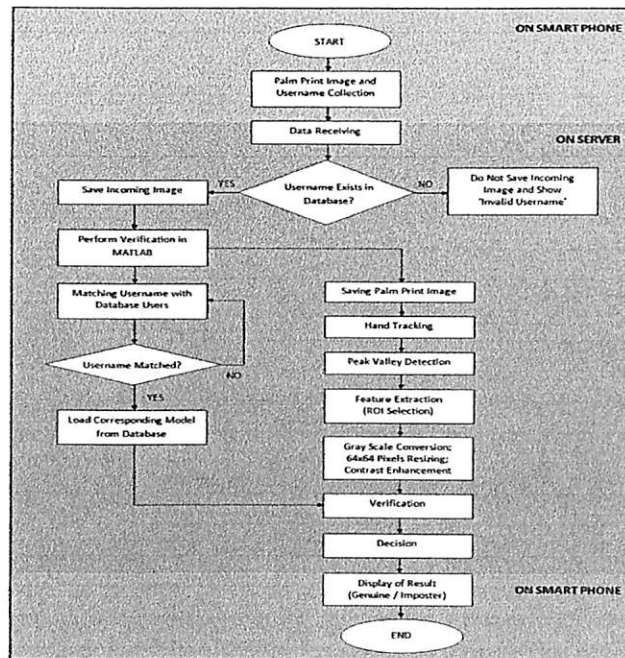 ON SMART PHONE
START
Palm Print Image and
Username Collection
Data Receiving
ON SERVER
Username Exists in
Database?
YES
NO
Save Incoming Image
Do Not Save Incoming
Image and Show
"Invalid Username"
Perform Verification in
MATLAB
Matching Username with
Database Users
Username Matched?
NO
YES
Load Corresponding Model
from Database
Saving Palm Print Image
Hand Tracking
Peak Valley Detection
Feature Extraction
(ROI Selection)
Gray Scale Conversion;
64x64 Pixels Resizing;
Contrast Enhancement
Verification
Decision
Display of Result
(Genuine / Imposter)
ON SMART PHONE
END